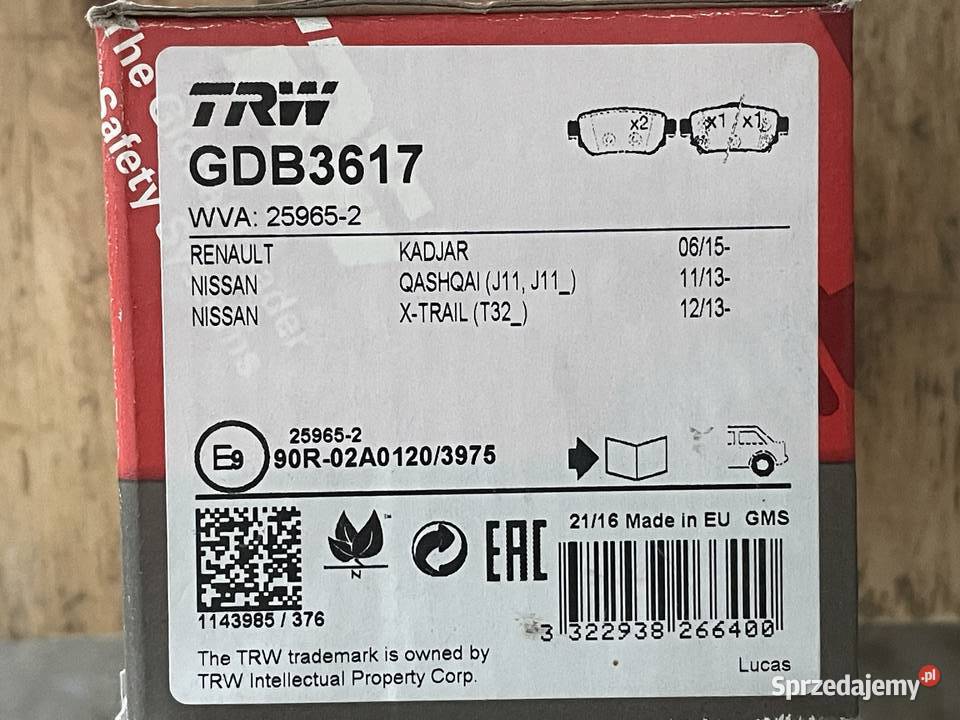 The
Safety
TRW
x2 x1 x1
GDB3617
WVA: 25965-2
RENAULT KADJAR 06/15-
NISSAN QASHQAI (J11, J11_) 11/13-
NISSAN X-TRAIL (T32_) 12/13-
25965-2
E9 90R-02A0120/3975
21/16 Made in EU GMS
N
EAC
1143985 / 376
3 322938 266400
The TRW trademark is owned by
TRW Intellectual Property Corp.
Lucas
Sprzedajemy.pl